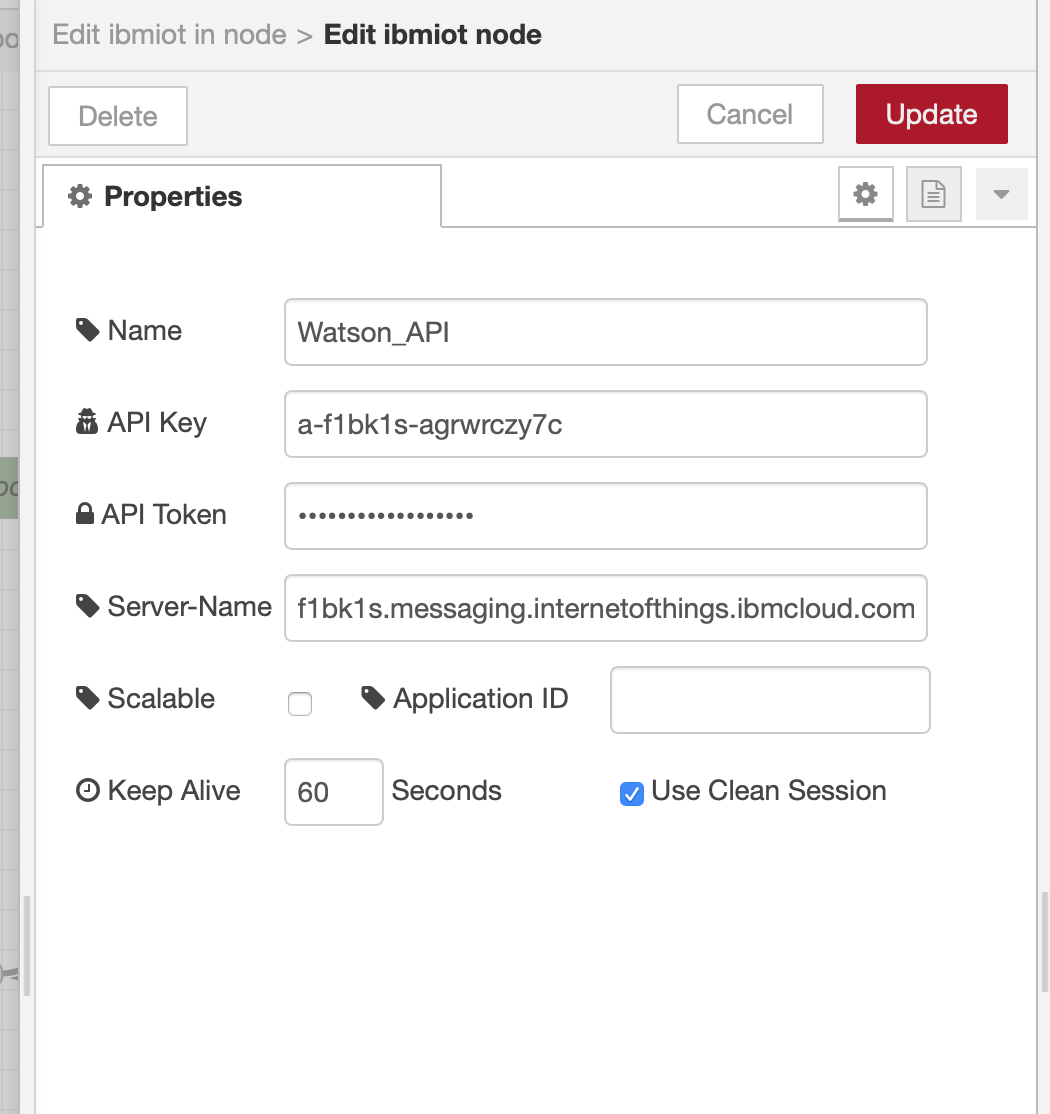 Edit ibmiot in node > Edit ibmiot node
Delete
Cancel
Update
Properties
Name
Watson_API
API Key
a-f1bk1s-agrwrczy7c
API Token
••••••••••••••••••
Server-Name
f1bk1s.messaging.internetofthings.ibmcloud.com
Scalable
Application ID
Keep Alive
60
Seconds
Use Clean Session